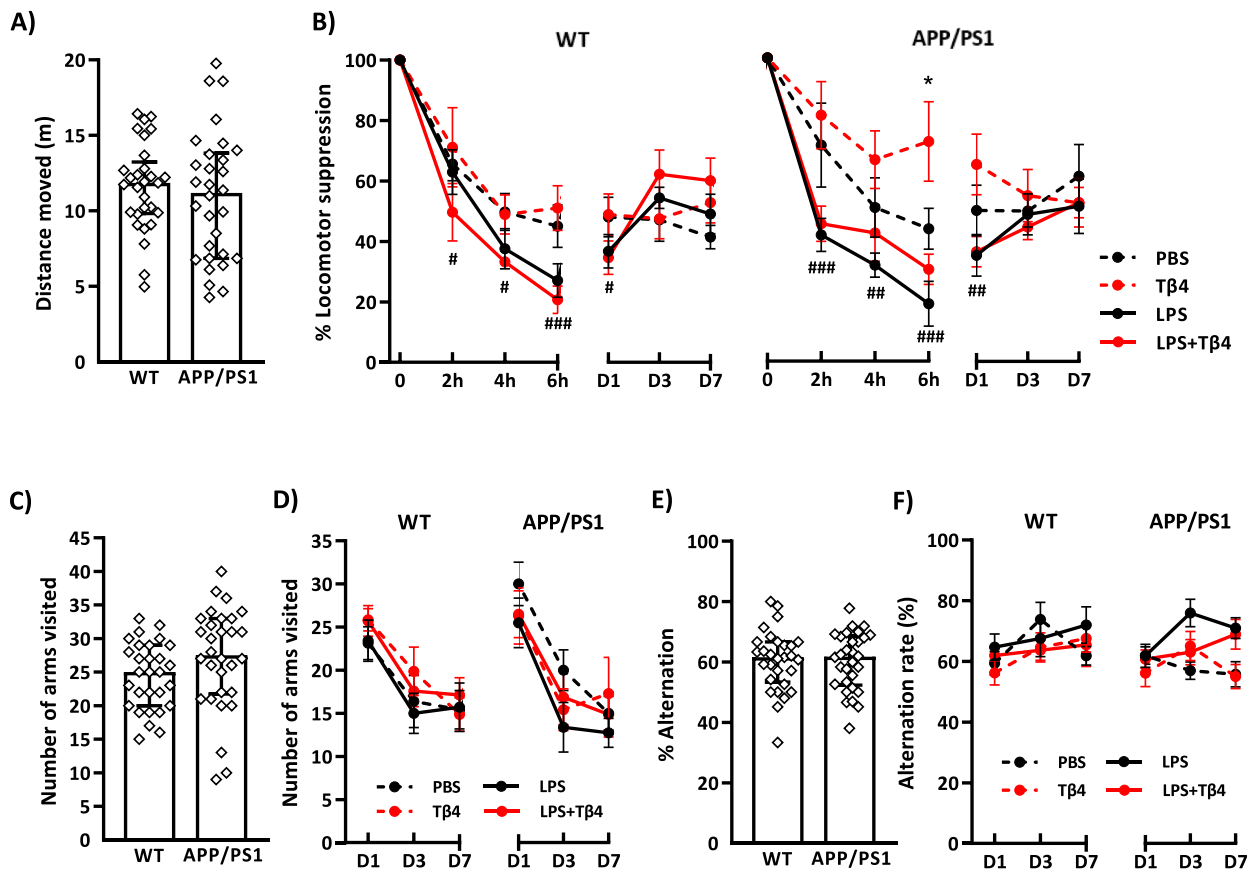 A)
Distance moved (m)
20
15
10
5
0
WT
APP/PS1
B)
WT
APP/PS1
% Locomotor suppression
100
80
60
40
20
0
#
#
###
#
0
2h
4h
6h
D1
D3
D7
*
###
##
###
##
0
2h
4h
6h
D1
D3
D7
PBS
Tβ4
LPS
LPS+Tβ4
C)
Number of arms visited
45
40
35
30
25
20
15
10
5
0
WT
APP/PS1
D)
WT
APP/PS1
Number of arms visited
35
30
25
20
15
10
5
0
PBS
LPS
Tβ4
LPS+Tβ4
D1
D3
D7
D1
D3
D7
E)
% Alternation
100
80
60
40
20
0
WT
APP/PS1
F)
WT
APP/PS1
Alternation rate (%)
100
80
60
40
20
0
PBS
LPS
Tβ4
LPS+Tβ4
D1
D3
D7
D1
D3
D7